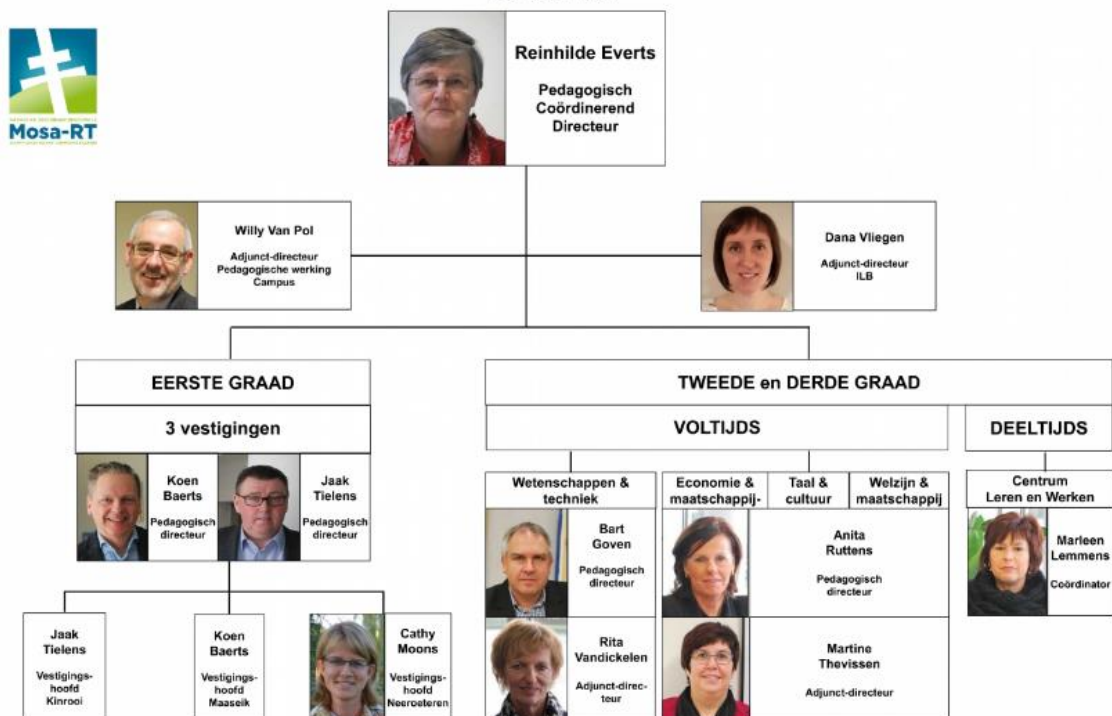 Mosa-RT
Reinhilde Everts
Pedagogisch
Coördinerend
Directeur
Willy Van Pol
Adjunct-directeur
Pedagogische werking
Campus
Dana Vliegen
Adjunct-directeur
ILB
EERSTE GRAAD
3 vestigingen
Koen
Baerts
Pedagogisch
directeur
Jaak
Tielens
Pedagogisch
directeur
Jaak
Tielens
Vestigings-
hoofd
Kinrooi
Koen
Baerts
Vestigings-
hoofd
Maaseik
Cathy
Moons
Vestigings-
hoofd
Neeroeteren
TWEEDE en DERDE GRAAD
VOLTIJDS
DEELTIJDS
Wetenschappen &
techniek
Economie &
maatschappij-
Taal &
cultuur
Welzijn &
maatschappij
Centrum
Leren en Werken
Bart
Goven
Pedagogisch
directeur
Anita
Ruttens
Pedagogisch
directeur
Marleen
Lemmens
Coördinator
Rita
Vandickelen
Adjunct-direc-
teur
Martine
Thevissen
Adjunct-directeur